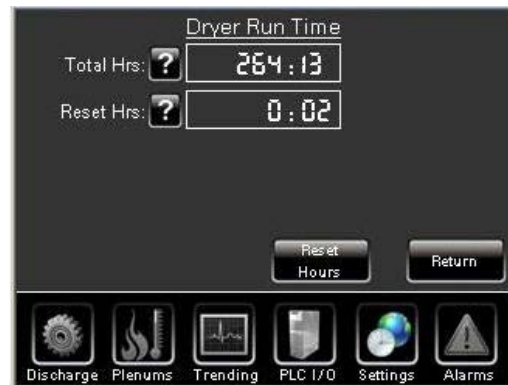 Dryer Run Time
Total Hrs: ? 264:13
Reset Hrs: ? 0:02
Reset
Hours
Return
Discharge Plenums Trending PLC I/O Settings Alarms